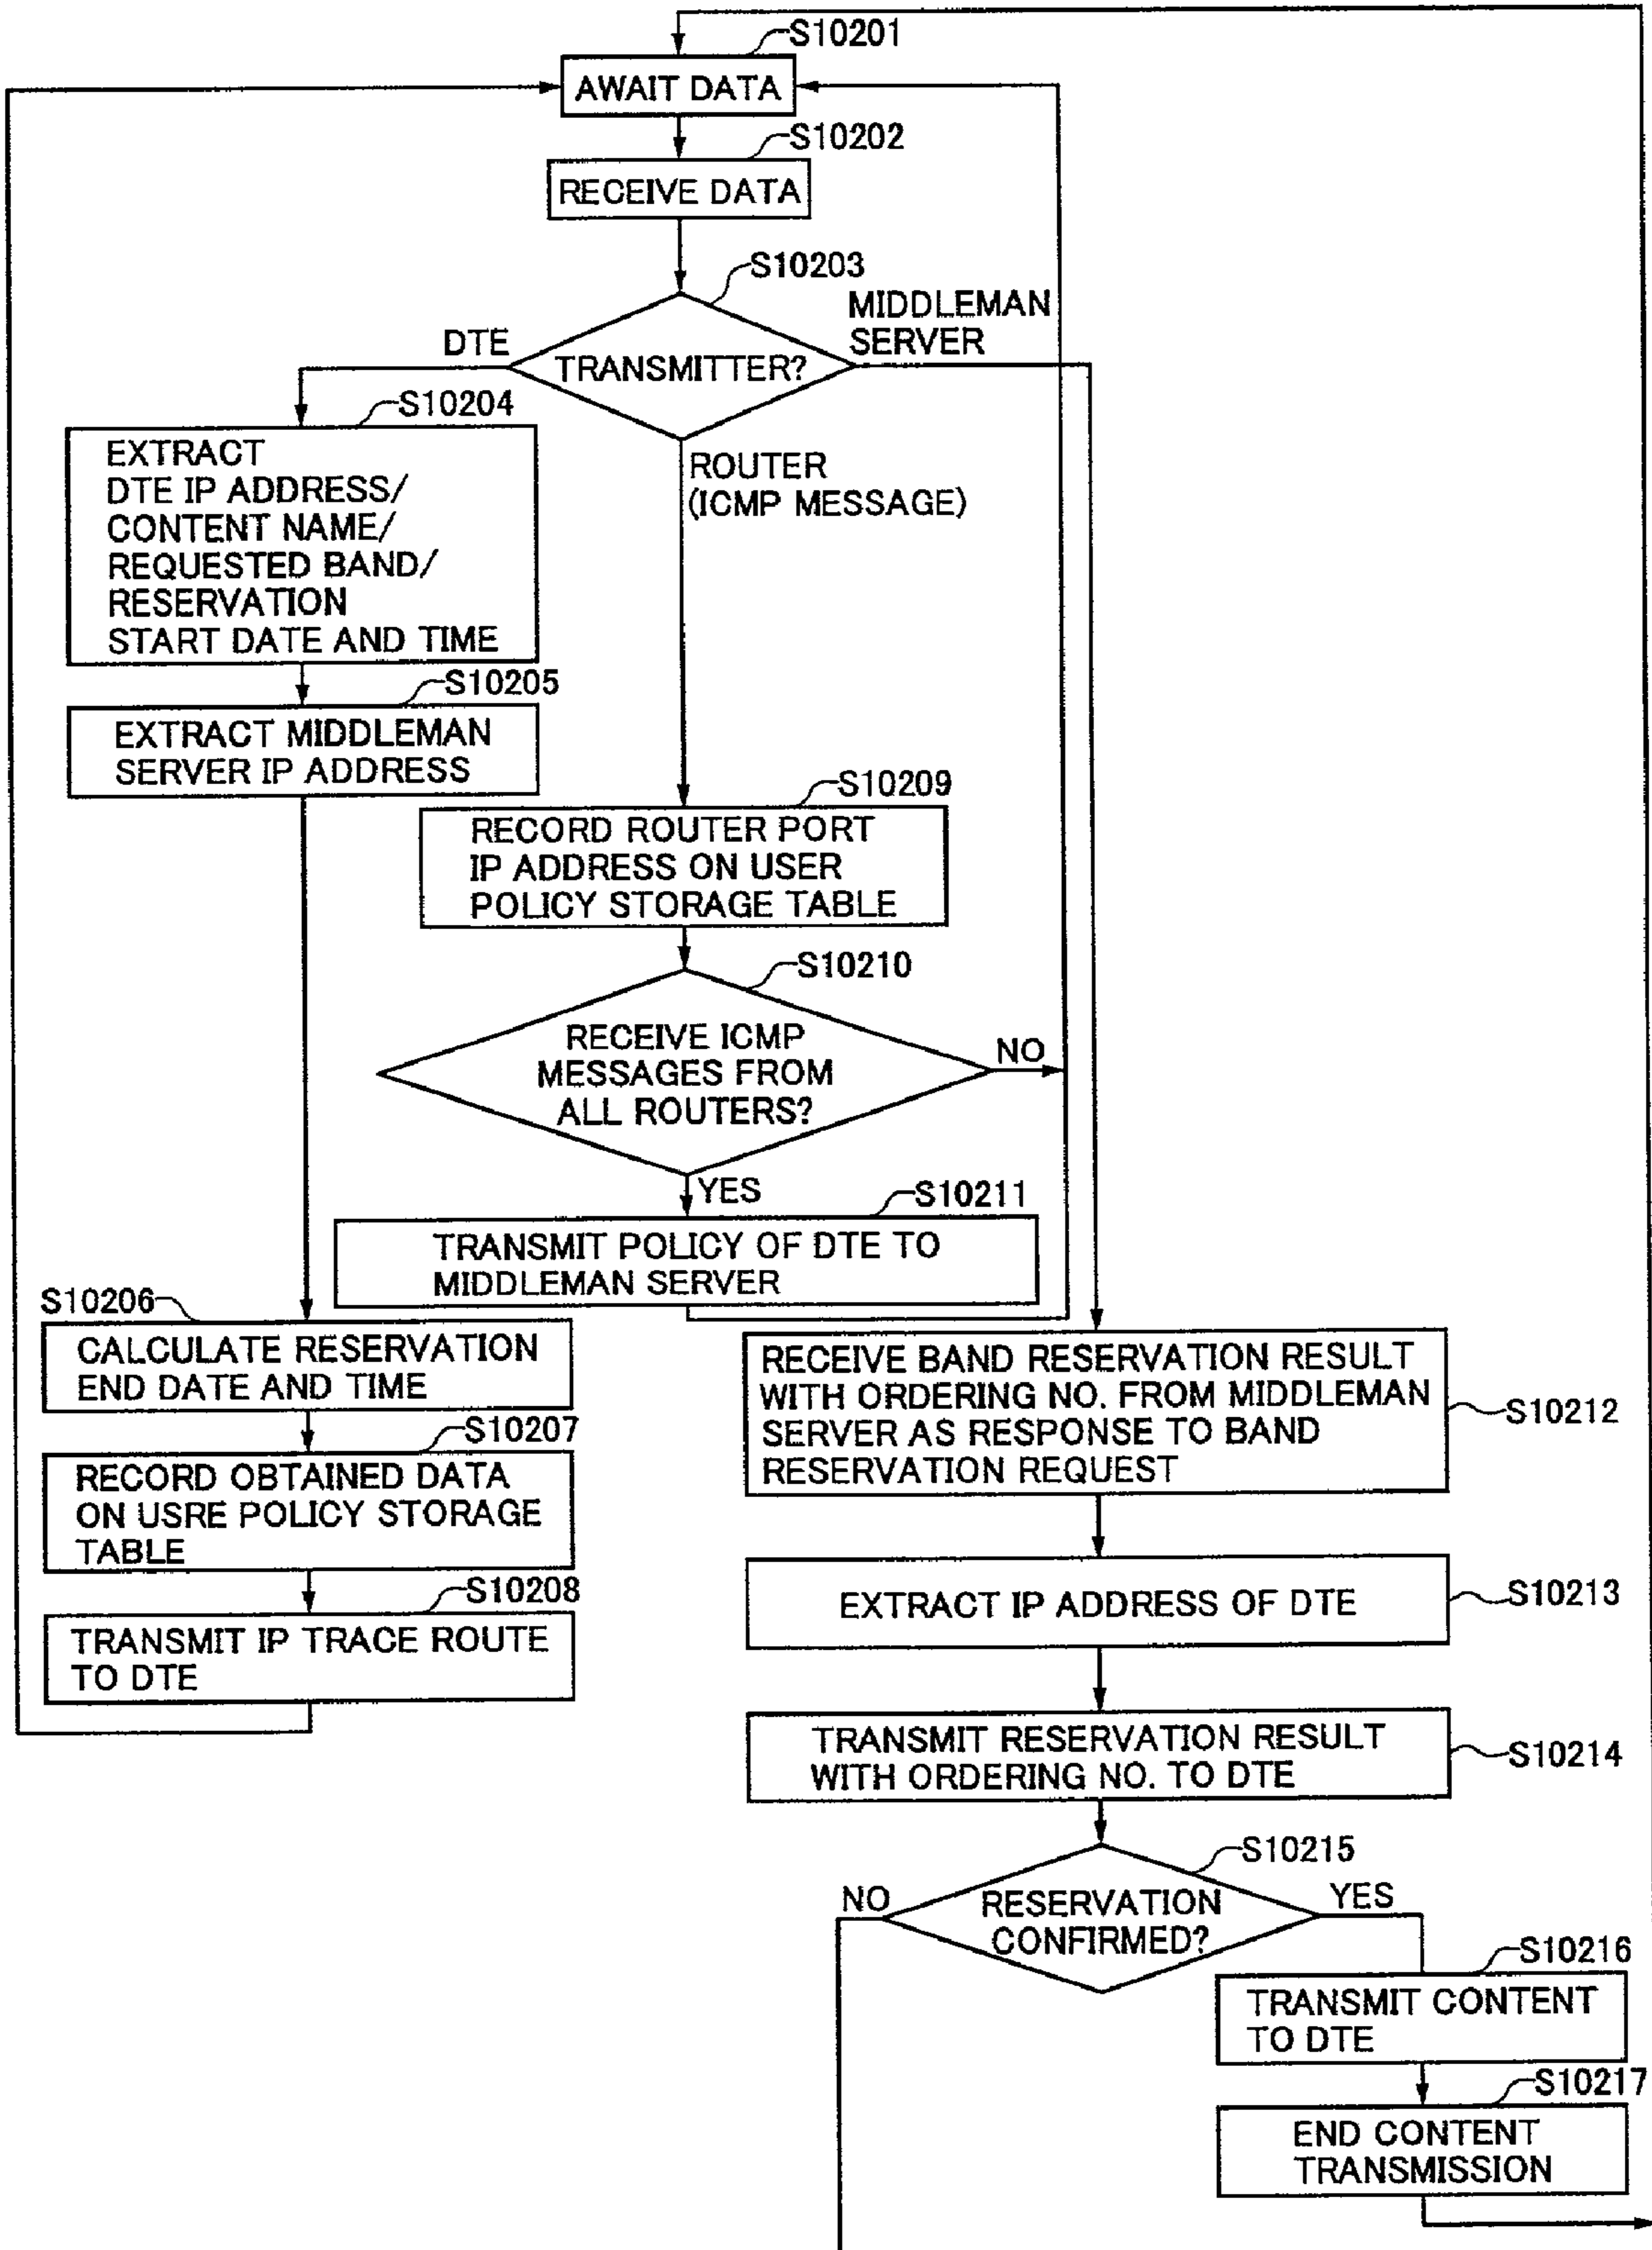 S10201
AWAIT DATA
S10202
RECEIVE DATA
S10203
TRANSMITTER?
DTE
MIDDLEMAN
SERVER
ROUTER
(ICMP MESSAGE)
S10204
EXTRACT
DTE IP ADDRESS/
CONTENT NAME/
REQUESTED BAND/
RESERVATION
START DATE AND TIME
S10205
EXTRACT MIDDLEMAN
SERVER IP ADDRESS
S10209
RECORD ROUTER PORT
IP ADDRESS ON USER
POLICY STORAGE TABLE
S10210
RECEIVE ICMP
MESSAGES FROM
ALL ROUTERS?
NO
YES
S10211
TRANSMIT POLICY OF DTE TO
MIDDLEMAN SERVER
S10206
CALCULATE RESERVATION
END DATE AND TIME
S10207
RECORD OBTAINED DATA
ON USRE POLICY STORAGE
TABLE
S10208
TRANSMIT IP TRACE ROUTE
TO DTE
RECEIVE BAND RESERVATION RESULT
WITH ORDERING NO. FROM MIDDLEMAN
SERVER AS RESPONSE TO BAND
RESERVATION REQUEST
S10212
EXTRACT IP ADDRESS OF DTE
S10213
TRANSMIT RESERVATION RESULT
WITH ORDERING NO. TO DTE
S10214
S10215
RESERVATION
CONFIRMED?
NO
YES
S10216
TRANSMIT CONTENT
TO DTE
S10217
END CONTENT
TRANSMISSION